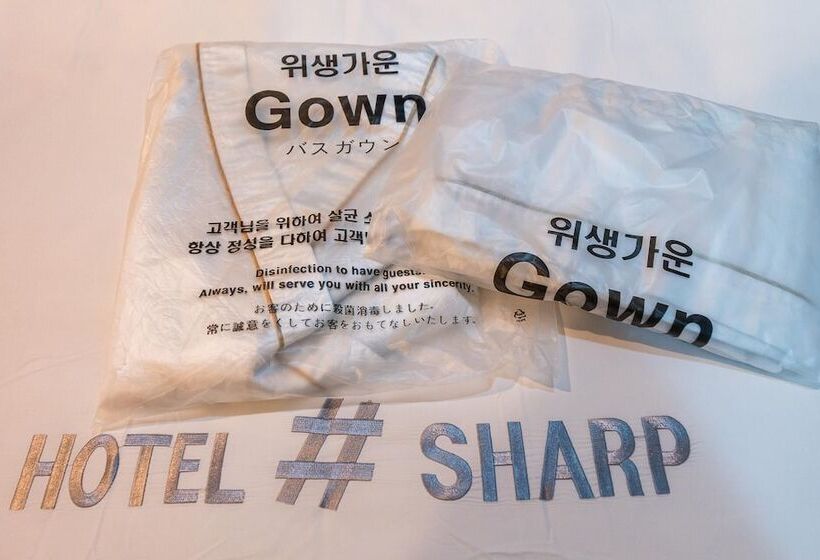 위생가운
Gown
バスガウン
고객님을 위하여 살균
항상 정성을 다하여 고객
Disinfection to have guests.
Always, will serve you with all your sincerity.
お客のために殺菌消毒しました。
常に誠意をくしてお客をおもてなしいたします。
위생가운
Gown
HOTEL # SHARP